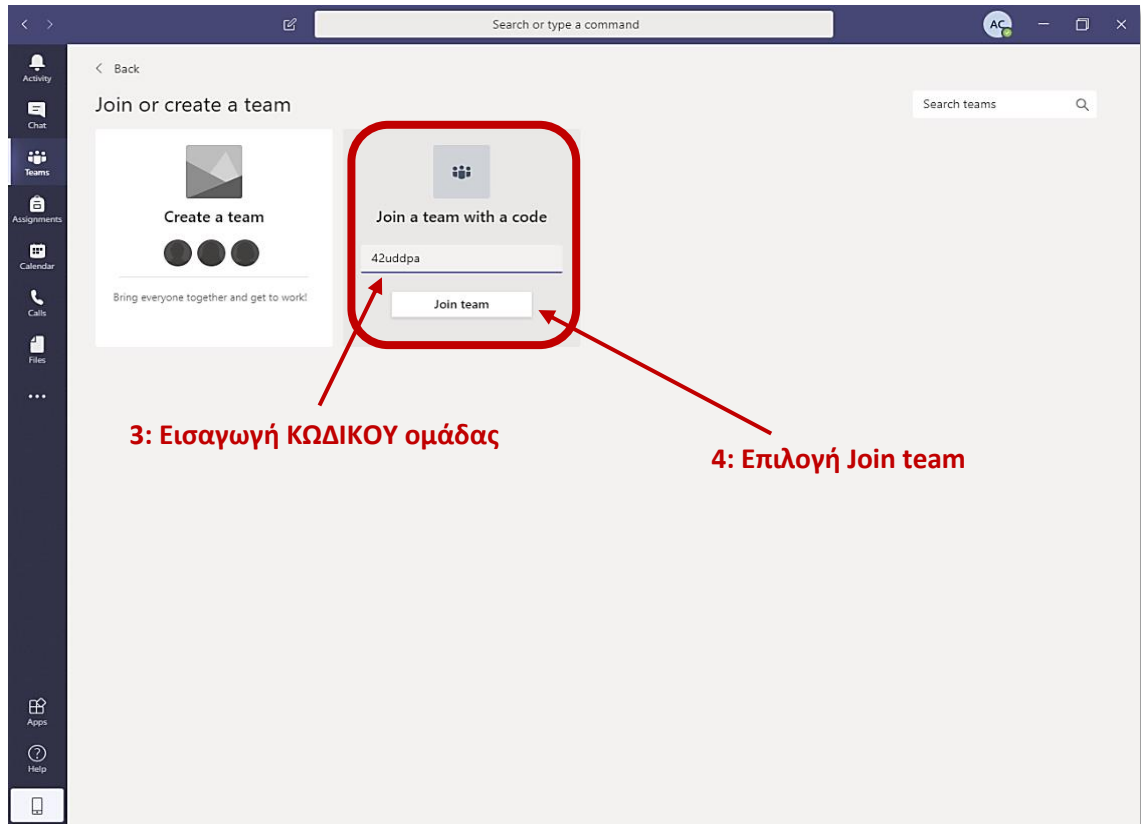 Search or type a command
AC
Activity
Chat
Teams
Assignments
Calendar
Calls
Files
Apps
Help
Back
Join or create a team
Search teams
Create a team
Bring everyone together and get to work!
Join a team with a code
42uddpa
Join team
3: Εισαγωγή ΚΩΔΙΚΟΥ ομάδας
4: Επιλογή Join team